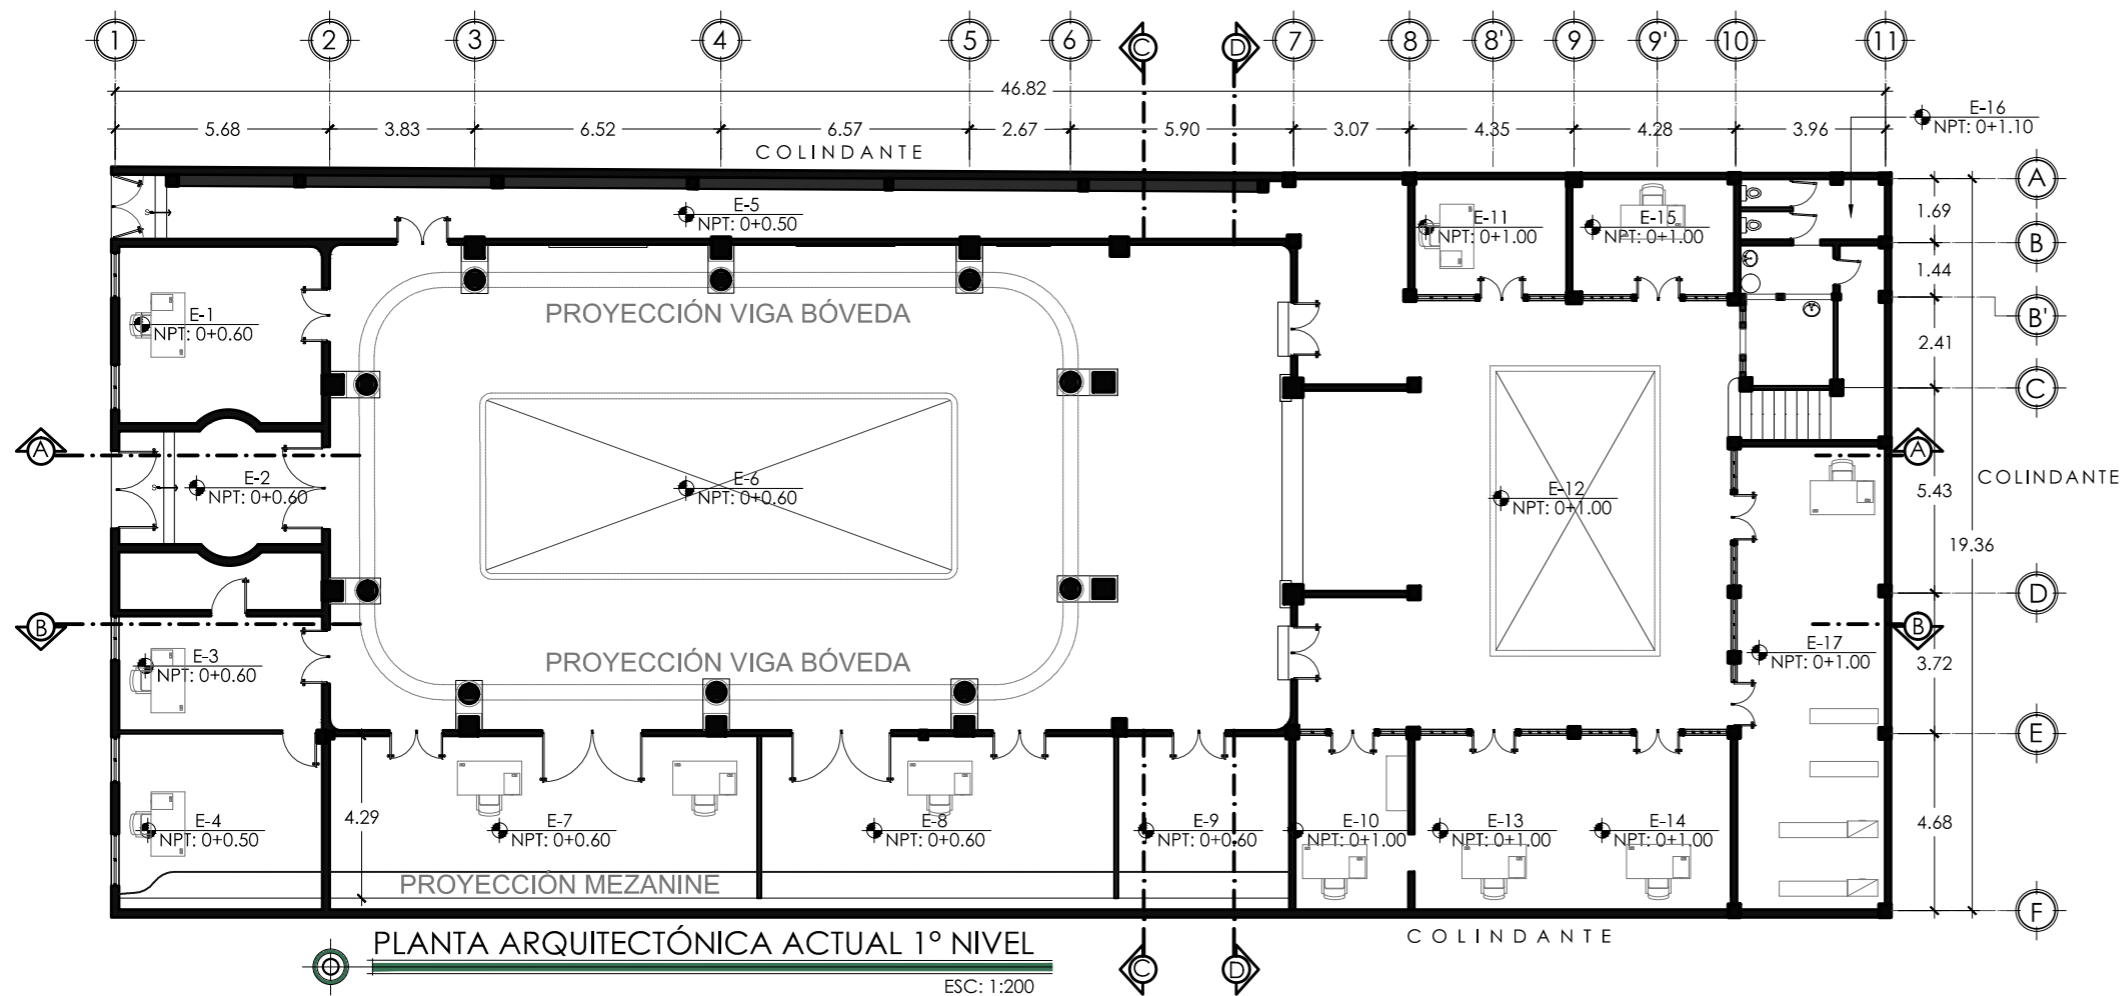 1 2 3 4 5 6 C D 7 8 8' 9 9' 10 11
46.82
5.68 3.83 6.52 6.57 2.67 5.90 3.07 4.35 4.28 3.96
E-16
NPT: 0+1.10
COLINDANTE
A
1.69
E-5
NPT: 0+0.50
E-11
NPT: 0+1.00
E-15
NPT: 0+1.00
B
1.44
B'
PROYECCIÓN VIGA BÓVEDA
E-1
NPT: 0+0.60
2.41
C
A
A
COLINDANTE
E-2
NPT: 0+0.60
S
S
E-6
NPT: 0+0.60
E-12
NPT: 0+1.00
5.43
19.36
D
B
B
E-17
NPT: 0+1.00
E-3
NPT: 0+0.60
PROYECCIÓN VIGA BÓVEDA
3.72
E
4.29
E-4
NPT: 0+0.50
E-7
NPT: 0+0.60
E-8
NPT: 0+0.60
E-9
NPT: 0+0.60
E-10
NPT: 0+1.00
E-13
NPT: 0+1.00
E-14
NPT: 0+1.00
4.68
PROYECCIÓN MEZANINE
F
COLINDANTE
PLANTA ARQUITECTÓNICA ACTUAL 1º NIVEL
ESC: 1:200
C D